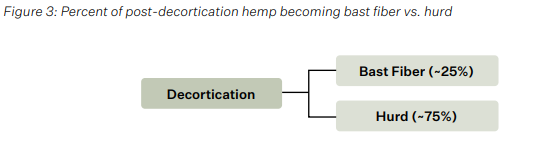 Figure 3: Percent of post-decortication hemp becoming bast fiber vs. hurd
Bast Fiber (~25%)
Decortication
Hurd (~75%)